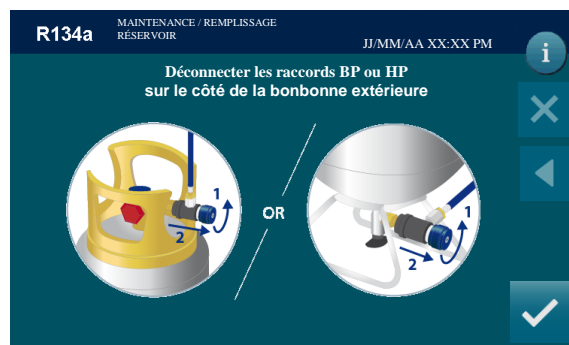 R134a
MAINTENANCE / REMPLISSAGE
RÉSERVOIR
JJ/MM/AA XX:XX PM
i
Déconnecter les raccords BP ou HP
sur le côté de la bonbonne extérieure
1
2
OR
1
2